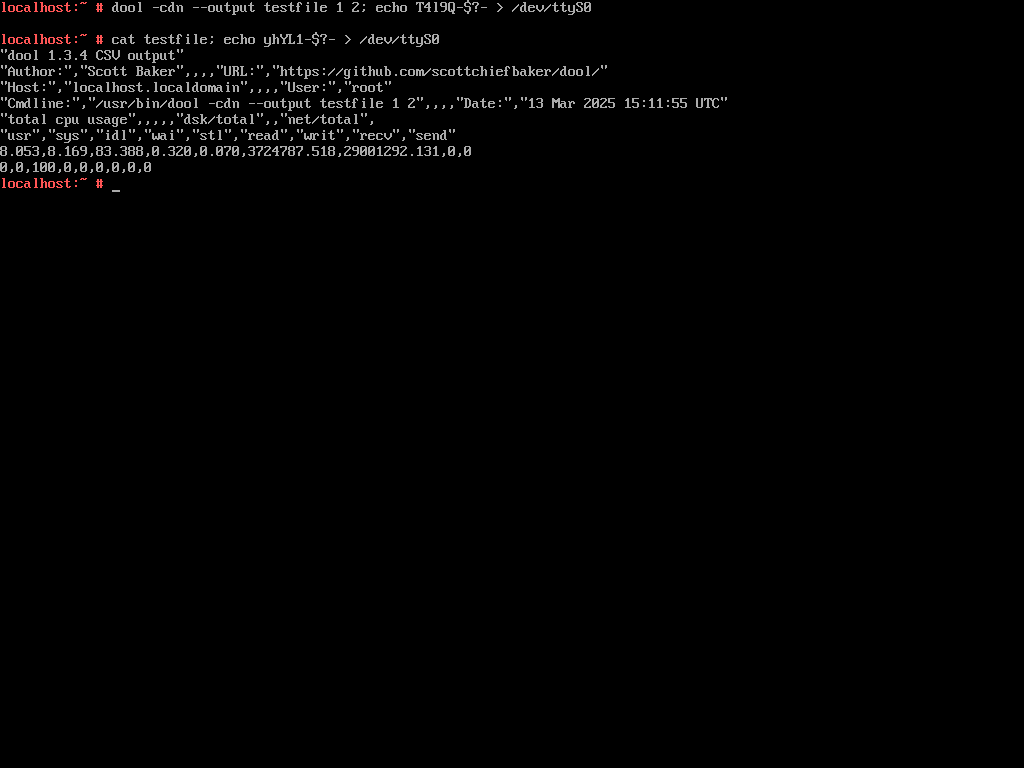 localhost:~ # dool -cdn --output testfile 1 2; echo T4l9Q-$?- > /dev/ttyS0
localhost:~ # cat testfile; echo yhYL1-$?- > /dev/ttyS0
"dool 1.3.4 CSV output"
"Author:","Scott Baker",,,,"URL:","https://github.com/scottchiefbaker/dool/"
"Host:","localhost.localdomain",,,,"User:","root"
"Cmdline:","/usr/bin/dool -cdn --output testfile 1 2",,,,"Date:","13 Mar 2025 15:11:55 UTC"
"total cpu usage",,,,,"dsk/total",,"net/total",
"usr","sys","idl","wai","stl","read","writ","recv","send"
8.053,8.169,83.388,0.320,0.070,3724787.518,29001292.131,0,0
0,0,100,0,0,0,0,0,0
localhost:~ # _